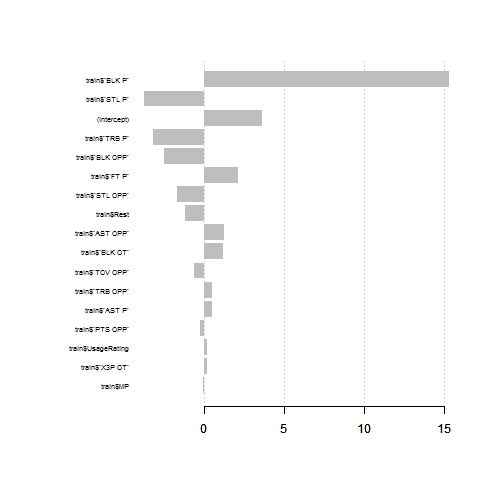 train$`BLK P`
train$`STL P`
(Intercept)
train$`TRB P`
train$`BLK OPP`
train$`FT P`
train$`STL OPP`
train$Rest
train$`AST OPP`
train$`BLK OT`
train$`TOV OPP`
train$`TRB OPP`
train$`AST P`
train$`PTS OPP`
train$UsageRating
train$`X3P OT`
train$MP
0 5 10 15